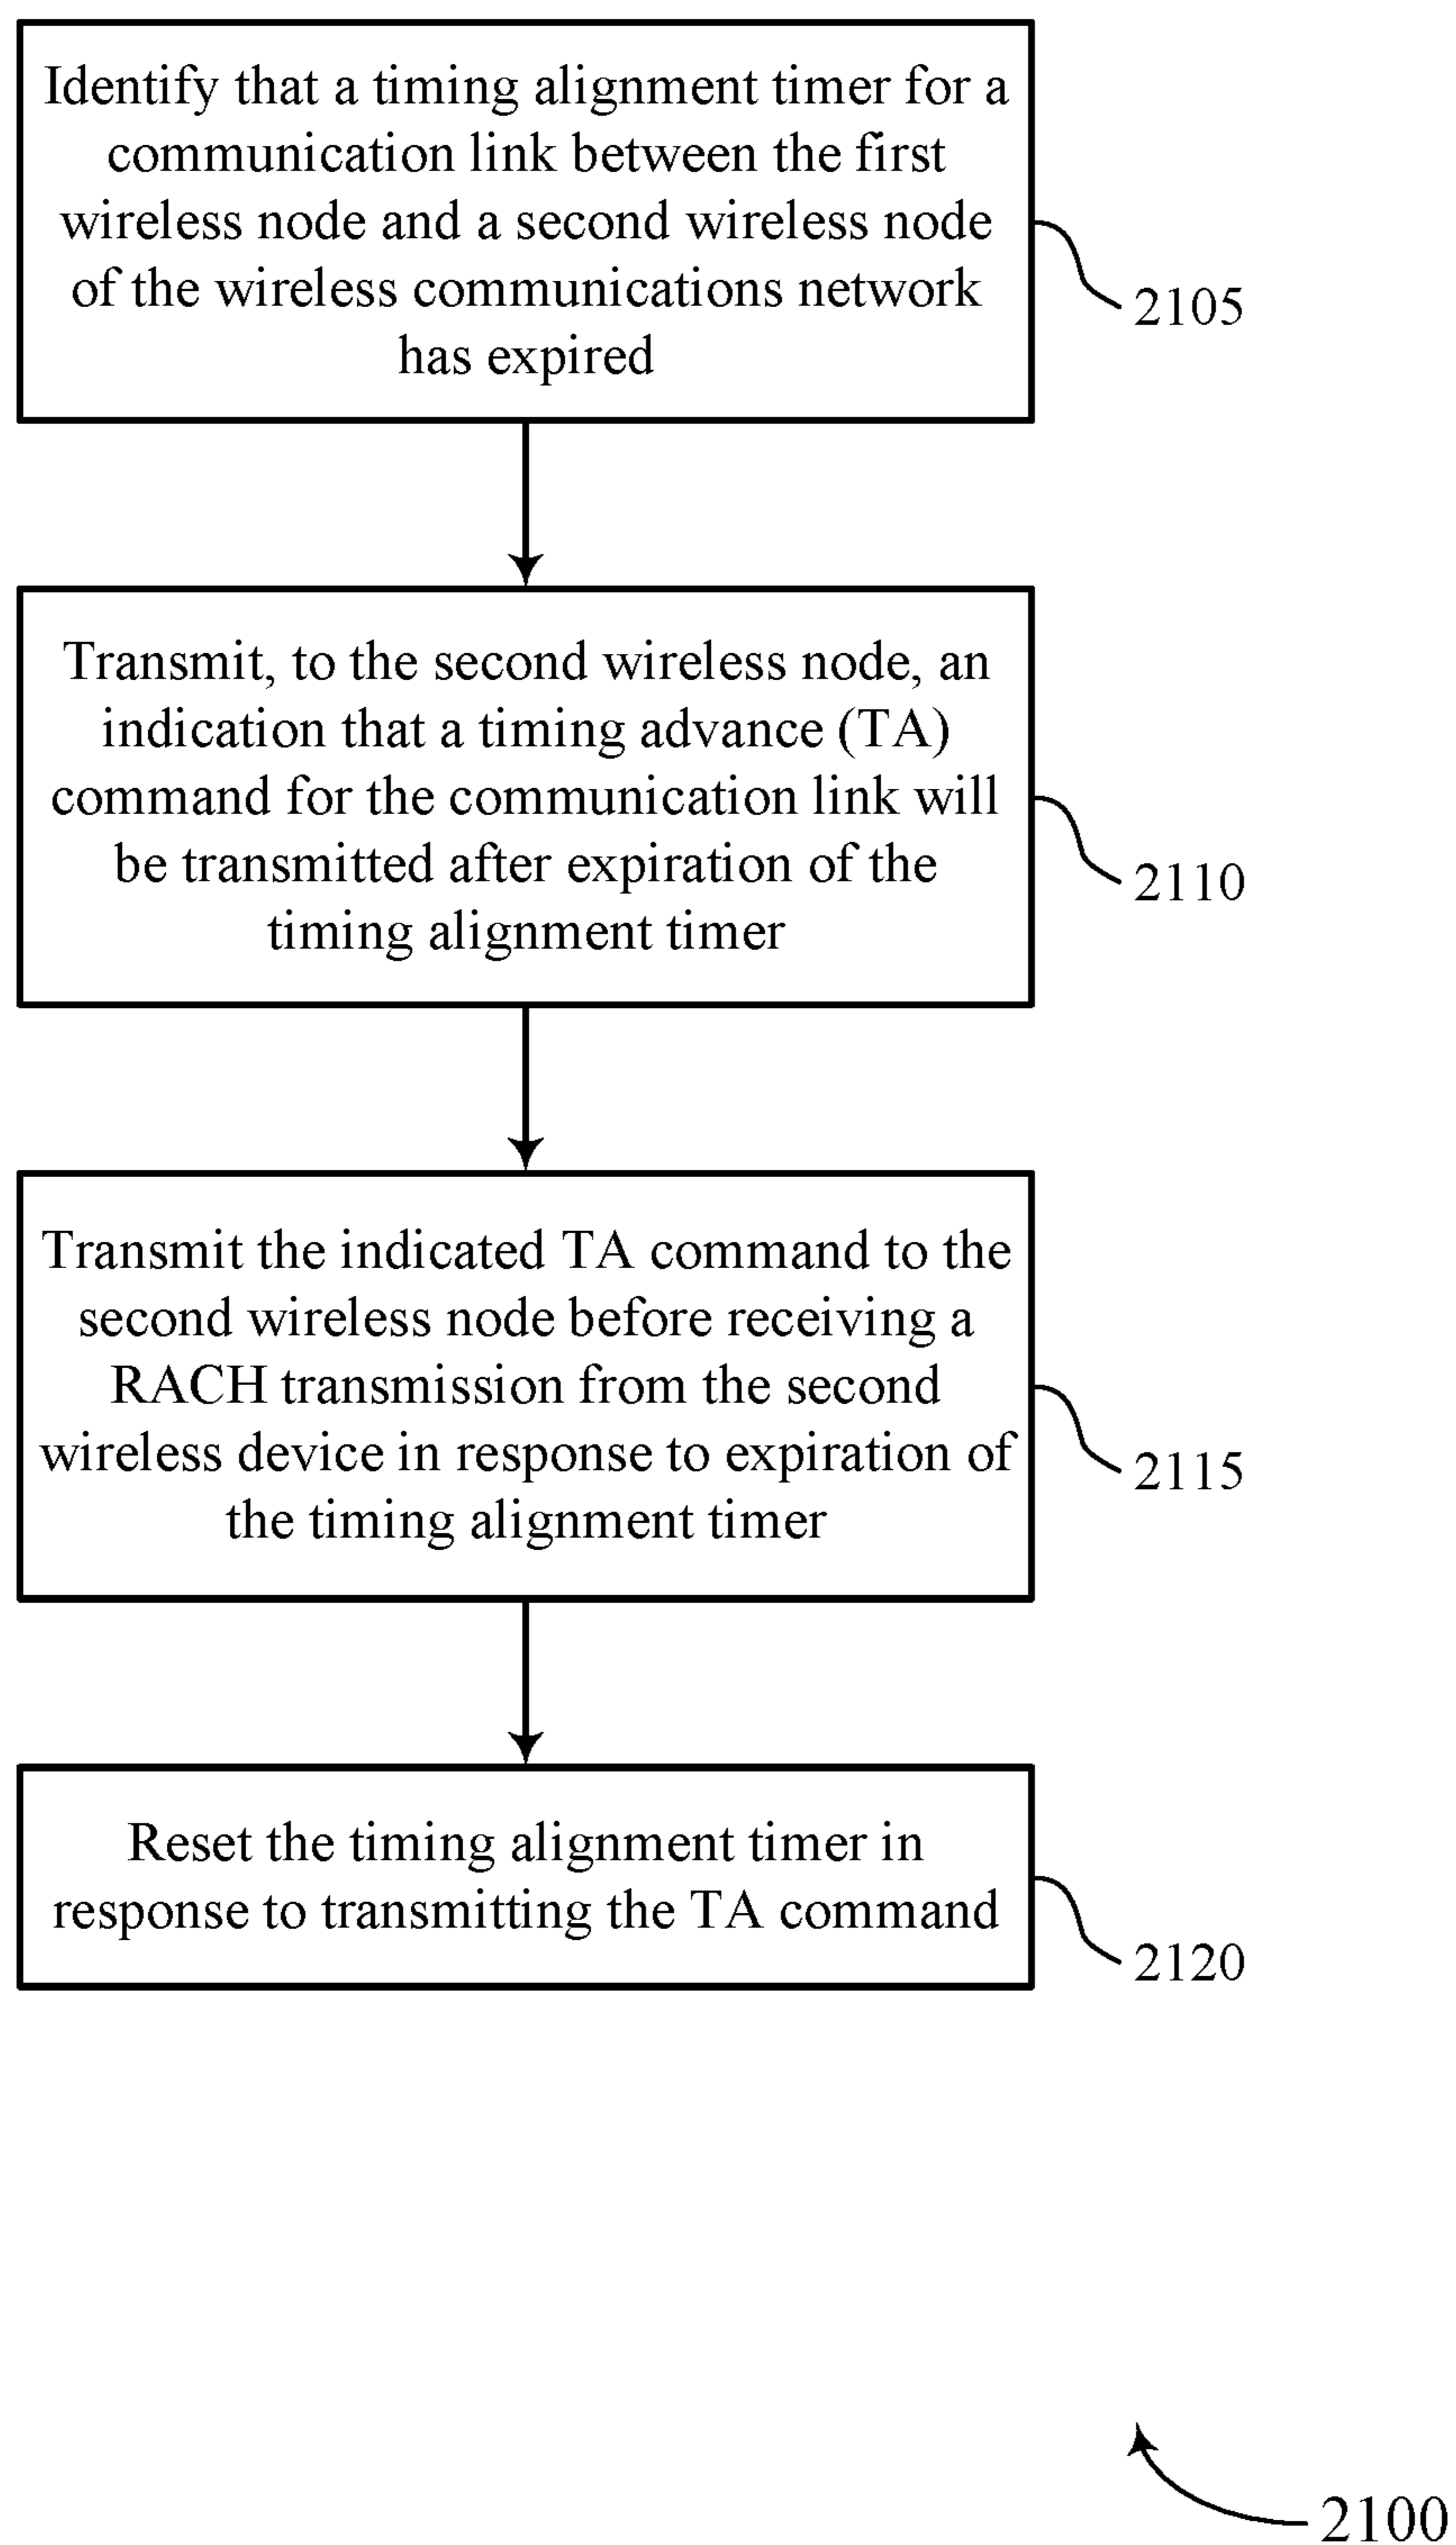 Identify that a timing alignment timer for a
communication link between the first
wireless node and a second wireless node
of the wireless communications network
has expired
2105
Transmit, to the second wireless node, an
indication that a timing advance (TA)
command for the communication link will
be transmitted after expiration of the
timing alignment timer
2110
Transmit the indicated TA command to the
second wireless node before receiving a
RACH transmission from the second
wireless device in response to expiration of
the timing alignment timer
2115
Reset the timing alignment timer in
response to transmitting the TA command
2120
2100